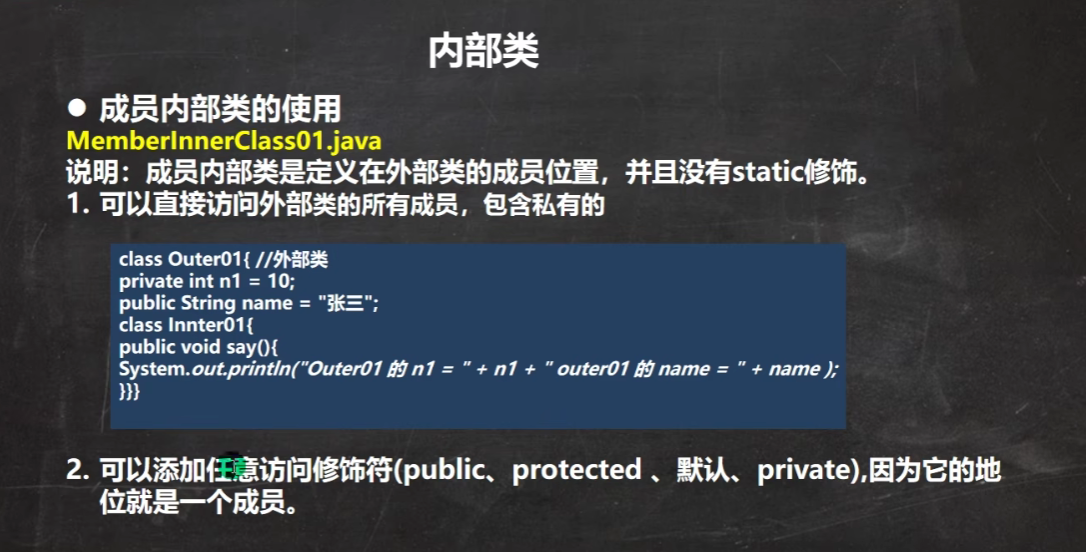 内部类
● 成员内部类的使用
MemberInnerClass01.java
说明：成员内部类是定义在外部类的成员位置，并且没有static修饰。
1. 可以直接访问外部类的所有成员，包含私有的
class Outer01{ //外部类
private int n1 = 10;
public String name = "张三";
class Innter01{
public void say(){
System.out.println("Outer01 的 n1 = " + n1 + " outer01 的 name = " + name );
}}}
2. 可以添加任意访问修饰符(public、protected 、默认、private),因为它的地
位就是一个成员。